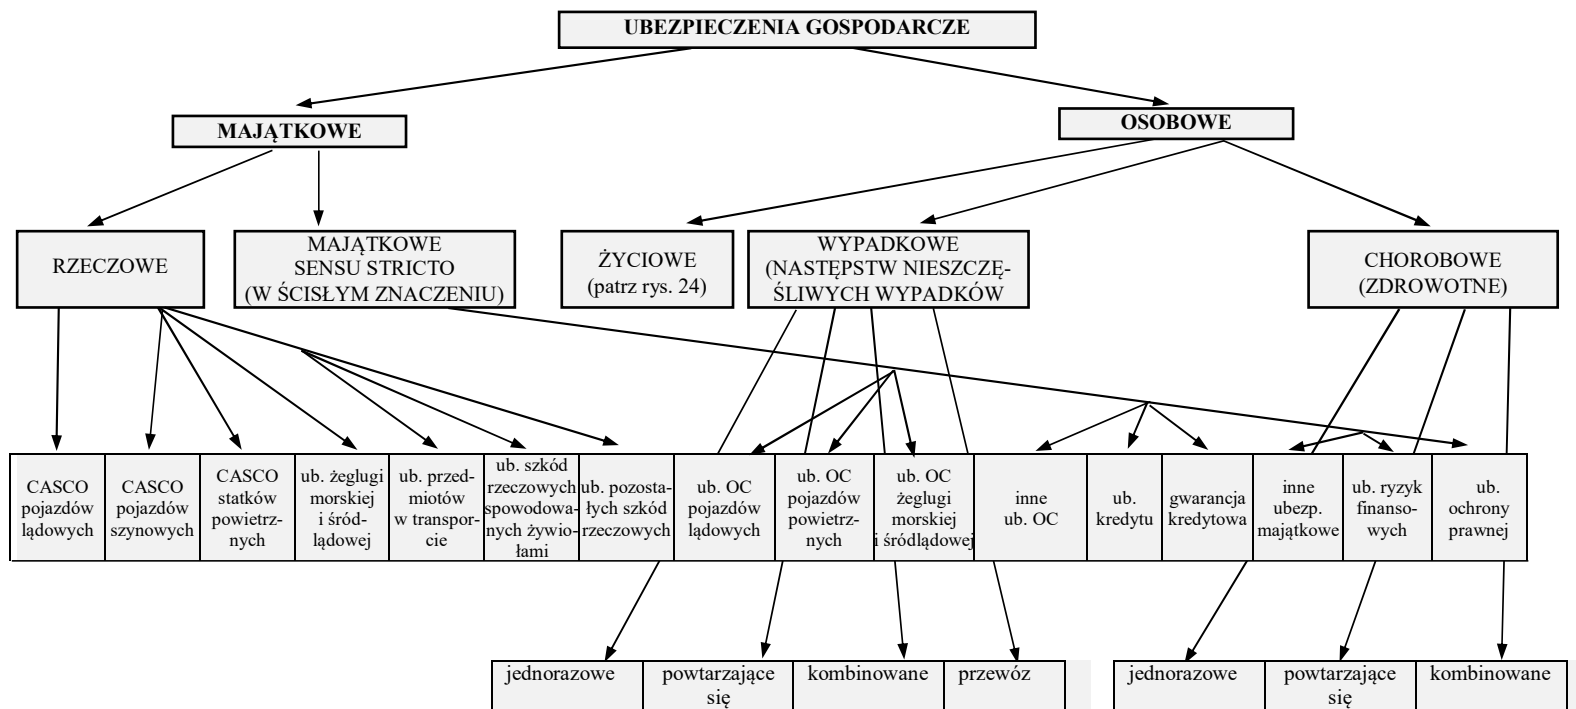 UBEZPIECZENIA GOSPODARCZE
MAJĄTKOWE
OSOBOWE
RZECZOWE
MAJĄTKOWE
SENSU STRICTO
(W ŚCISŁYM ZNACZENIU)
ŻYCIOWE
(patrz rys. 24)
WYPADKOWE
(NASTĘPSTW NIESZCZĘ-
ŚLIWYCH WYPADKÓW
CHOROBOWE
(ZDROWOTNE)
CASCO
pojazdów
lądowych
CASCO
pojazdów
szynowych
CASCO
statków
powietrz-
nych
ub. żeglugi
morskiej
i śród-
lądowej
ub. przed-
miotów
w transpor-
cie
ub. szkód
rzeczowych
spowodowa-
nych żywio-
łami
ub. pozosta-
łych szkód
rzeczowych
ub. OC
pojazdów
lądowych
ub. OC
pojazdów
powietrz-
nych
ub. OC
żeglugi
morskiej
i śródlądowej
inne
ub. OC
ub.
kredytu
gwarancja
kredytowa
inne
ubezp.
majątkowe
ub. ryzyk
finanso-
wych
ub.
ochrony
prawnej
jednorazowe
powtarzające
się
kombinowane
przewóz
jednorazowe
powtarzające
się
kombinowane